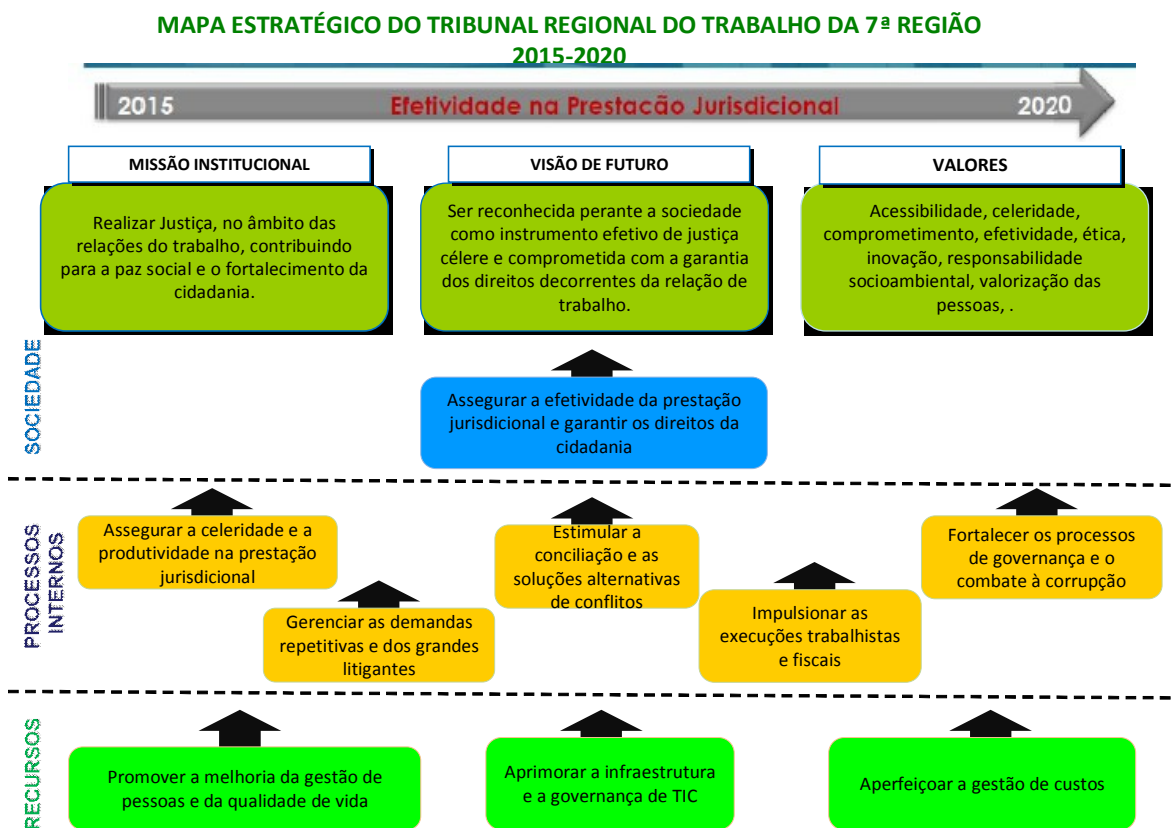 MAPA ESTRATÉGICO DO TRIBUNAL REGIONAL DO TRABALHO DA 7ª REGIÃO
2015-2020
2015
Efetividade na Prestacão Jurisdicional
2020
MISSÃO INSTITUCIONAL
Realizar Justiça, no âmbito das
relações do trabalho, contribuindo
para a paz social e o fortalecimento da
cidadania.
VISÃO DE FUTURO
Ser reconhecida perante a sociedade
como instrumento efetivo de justiça
célere e comprometida com a garantia
dos direitos decorrentes da relação de
trabalho.
VALORES
Acessibilidade, celeridade,
comprometimento, efetividade, ética,
inovação, responsabilidade
socioambiental, valorização das
pessoas, .
SOCIEDADE
Assegurar a efetividade da prestação
jurisdicional e garantir os direitos da
cidadania
PROCESSOS
INTERNOS
Assegurar a celeridade e a
produtividade na prestação
jurisdicional
Gerenciar as demandas
repetitivas e dos grandes
litigantes
Estimular a
conciliação e as
soluções alternativas
de conflitos
Impulsionar as
execuções trabalhistas
e fiscais
Fortalecer os processos
de governança e o
combate à corrupção
RECURSOS
Promover a melhoria da gestão de
pessoas e da qualidade de vida
Aprimorar a infraestrutura
e a governança de TIC
Aperfeiçoar a gestão de custos